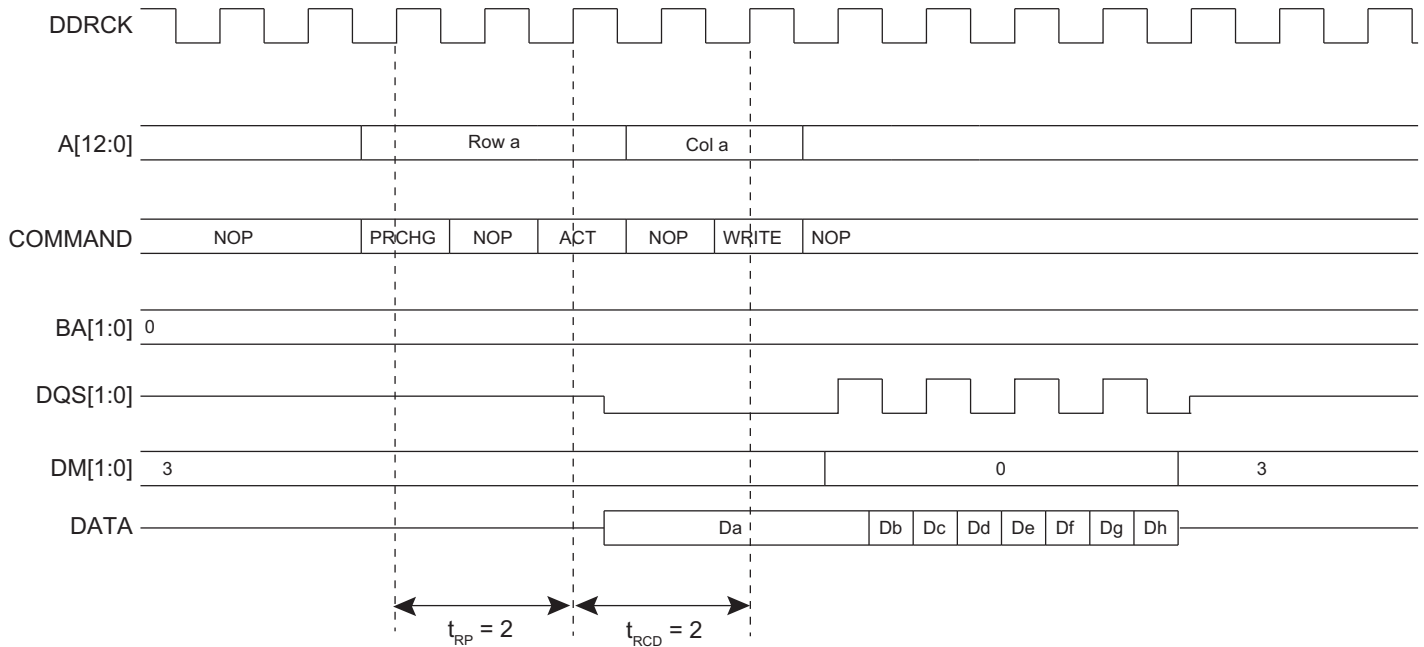 DDRCK
A[12:0] Row a Col a
COMMAND NOP PRCHG NOP ACT NOP WRITE NOP
BA[1:0] 0
DQS[1:0]
DM[1:0] 3 0 3
DATA Da Db Dc Dd De Df Dg Dh
tRP = 2 tRCD = 2